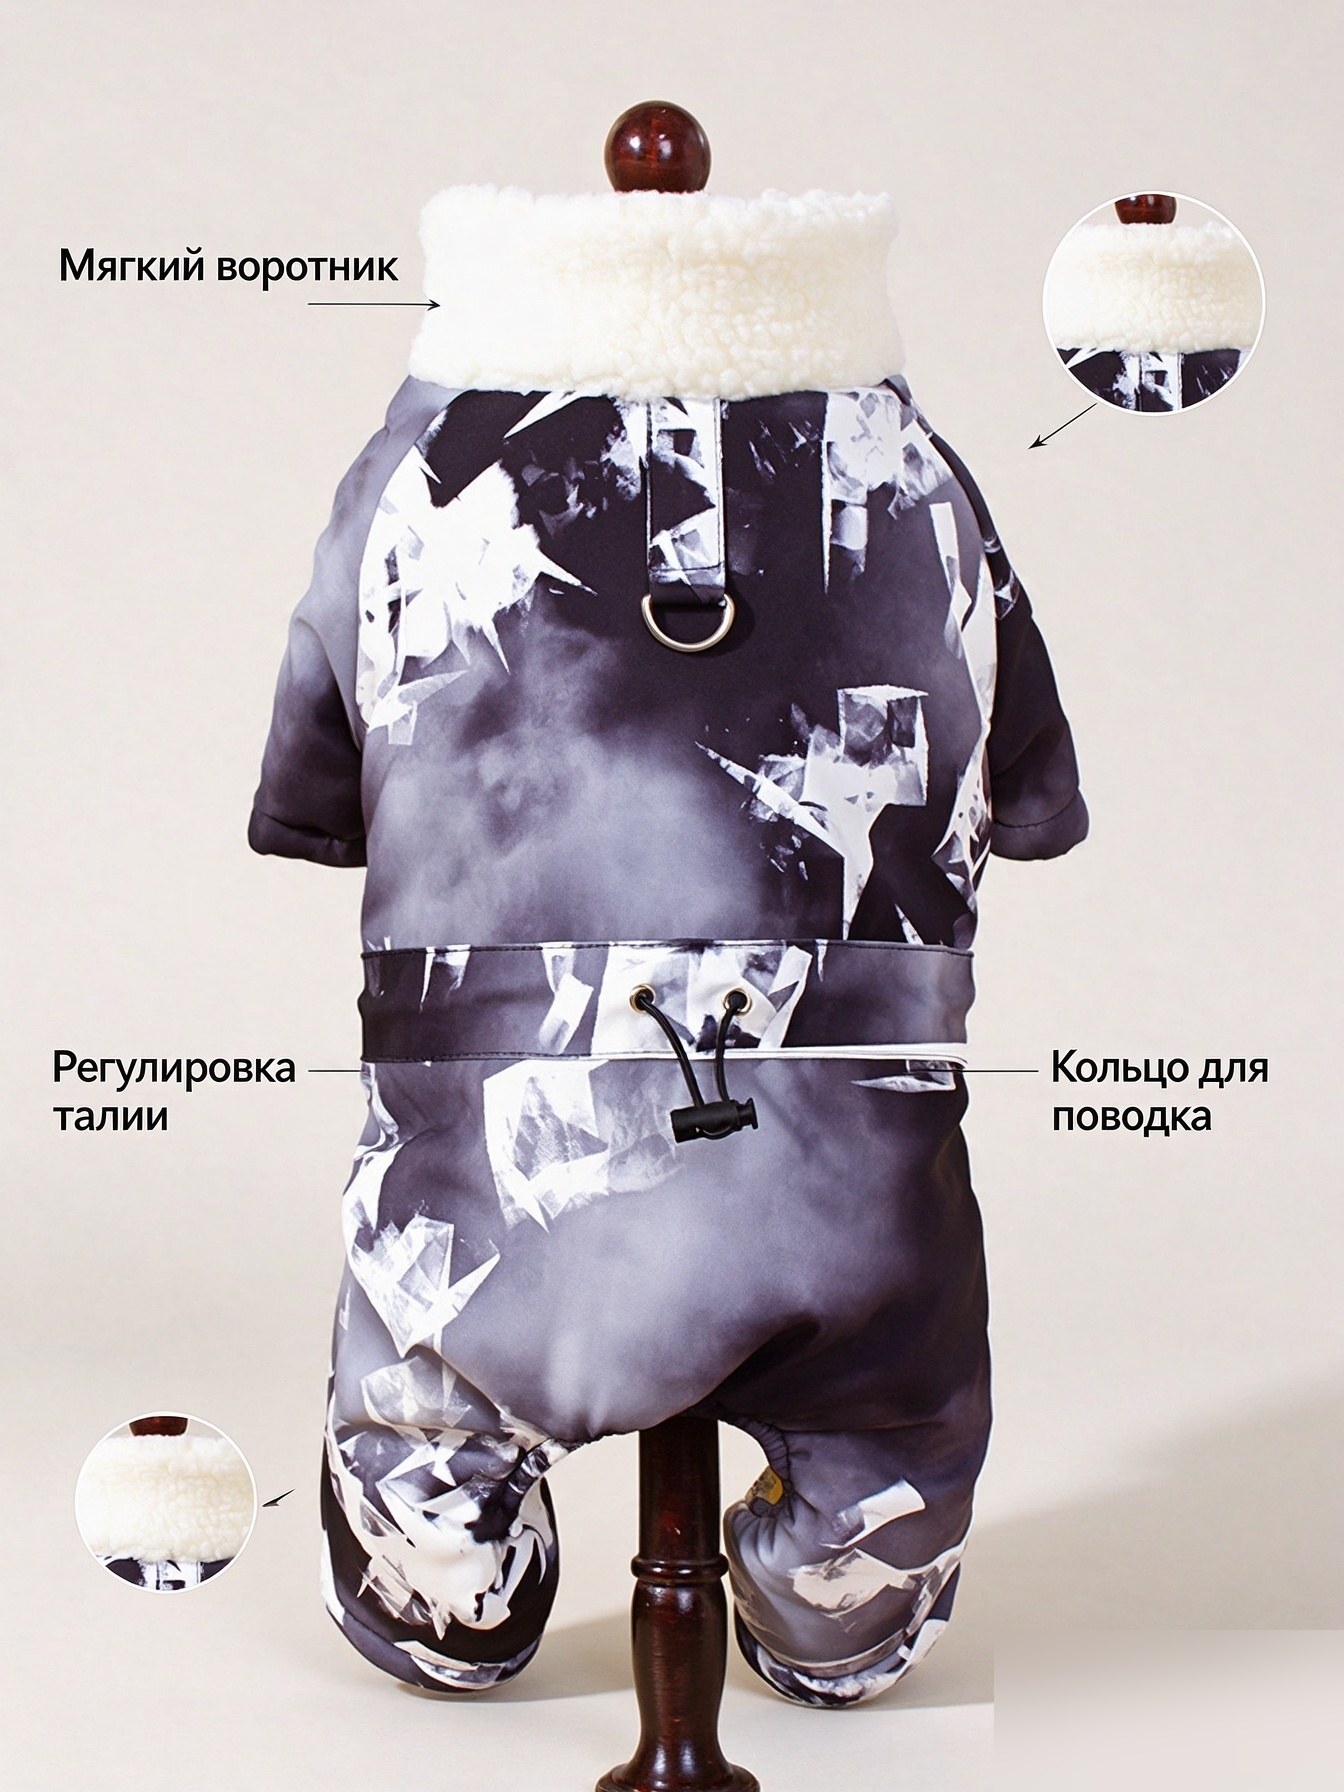 Мягкий воротник
Регулировка
талии
Кольцо для
поводка